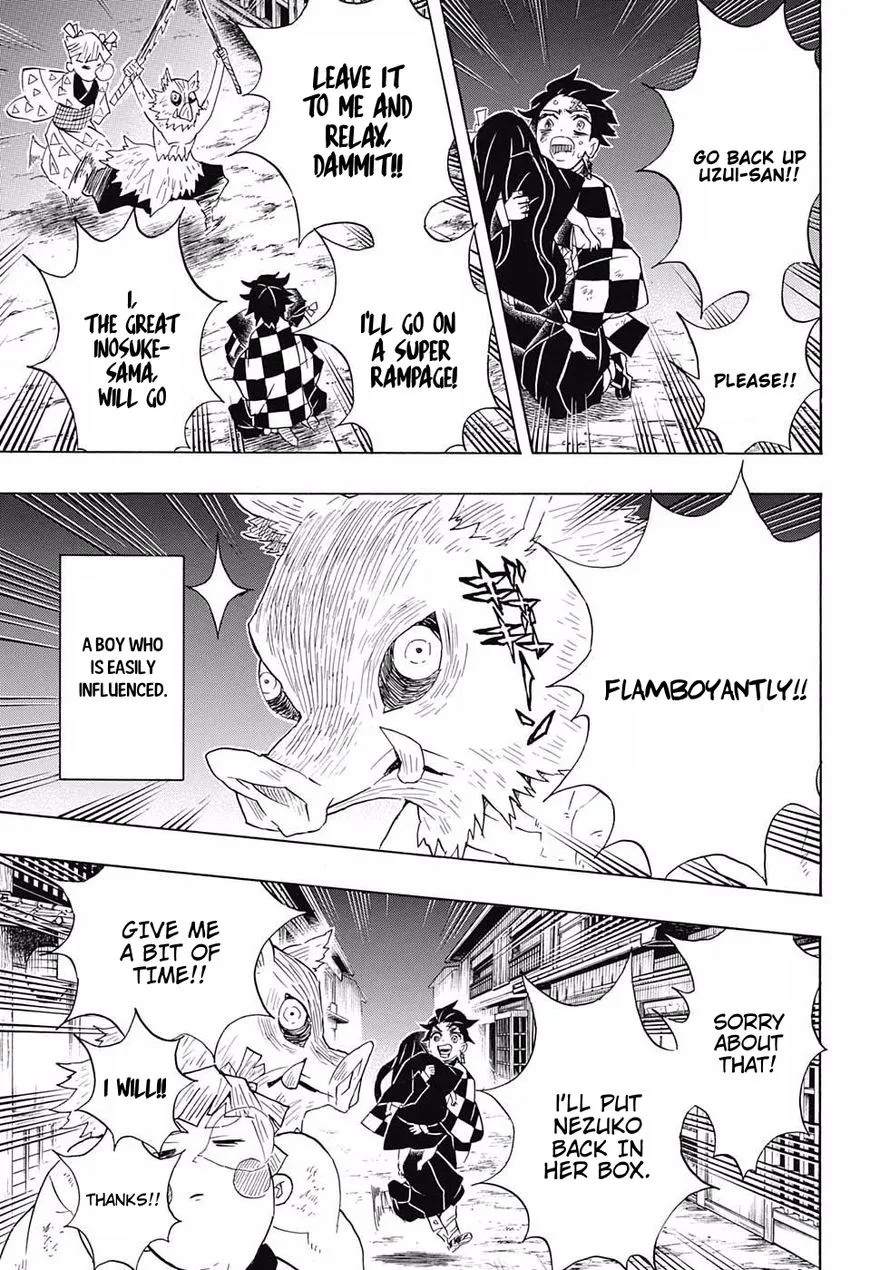 GO BACK UP
UZUI-SAN!!
PLEASE!!
LEAVE IT
TO ME AND
RELAX,
DAMMIT!!
I'LL GO ON
A SUPER
RAMPAGE!
I,
THE GREAT
INOSUKE-
SAMA,
WILL GO
FLAMBOYANTLY!!
A BOY WHO
IS EASILY
INFLUENCED.
SORRY
ABOUT
THAT!
I'LL PUT
NEZUKO
BACK IN
HER BOX.
GIVE ME
A BIT OF
TIME!!
I WILL!!
THANKS!!